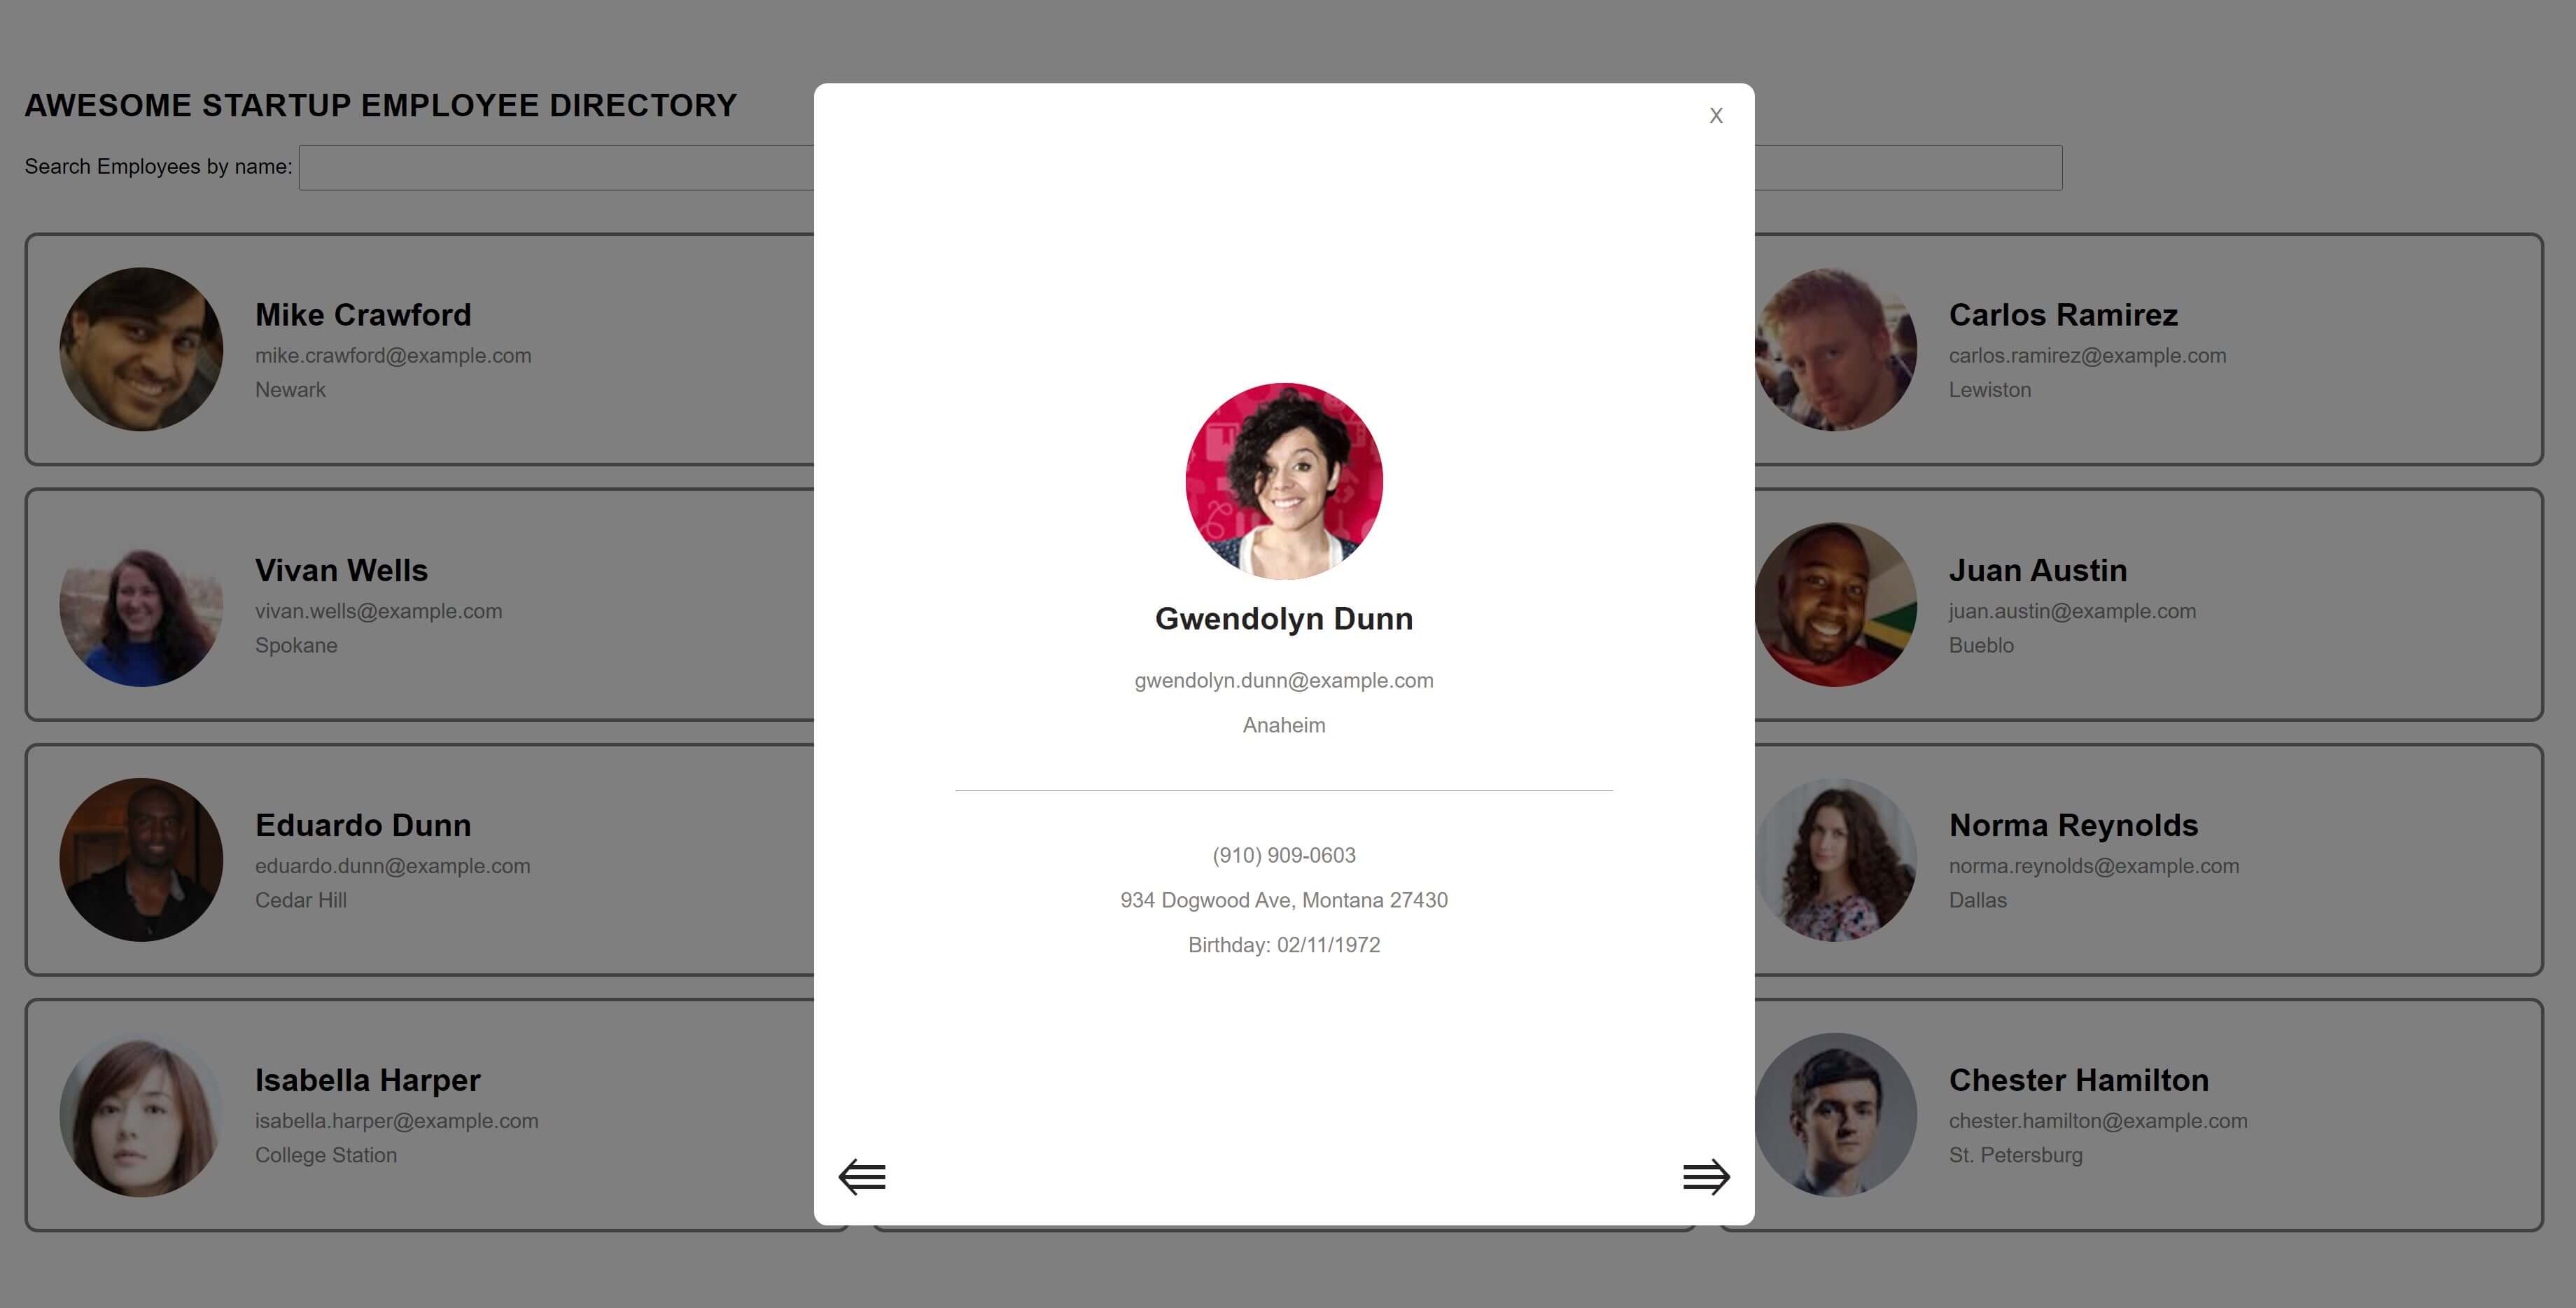 AWESOME STARTUP EMPLOYEE DIRECTORY
Search Employees by name:
Mike Crawford
mike.crawford@example.com
Newark
Vivan Wells
vivan.wells@example.com
Spokane
Eduardo Dunn
eduardo.dunn@example.com
Cedar Hill
Isabella Harper
isabella.harper@example.com
College Station
X
Gwendolyn Dunn
gwendolyn.dunn@example.com
Anaheim
(910) 909-0603
934 Dogwood Ave, Montana 27430
Birthday: 02/11/1972
Carlos Ramirez
carlos.ramirez@example.com
Lewiston
Juan Austin
juan.austin@example.com
Bueblo
Norma Reynolds
norma.reynolds@example.com
Dallas
Chester Hamilton
chester.hamilton@example.com
St. Petersburg